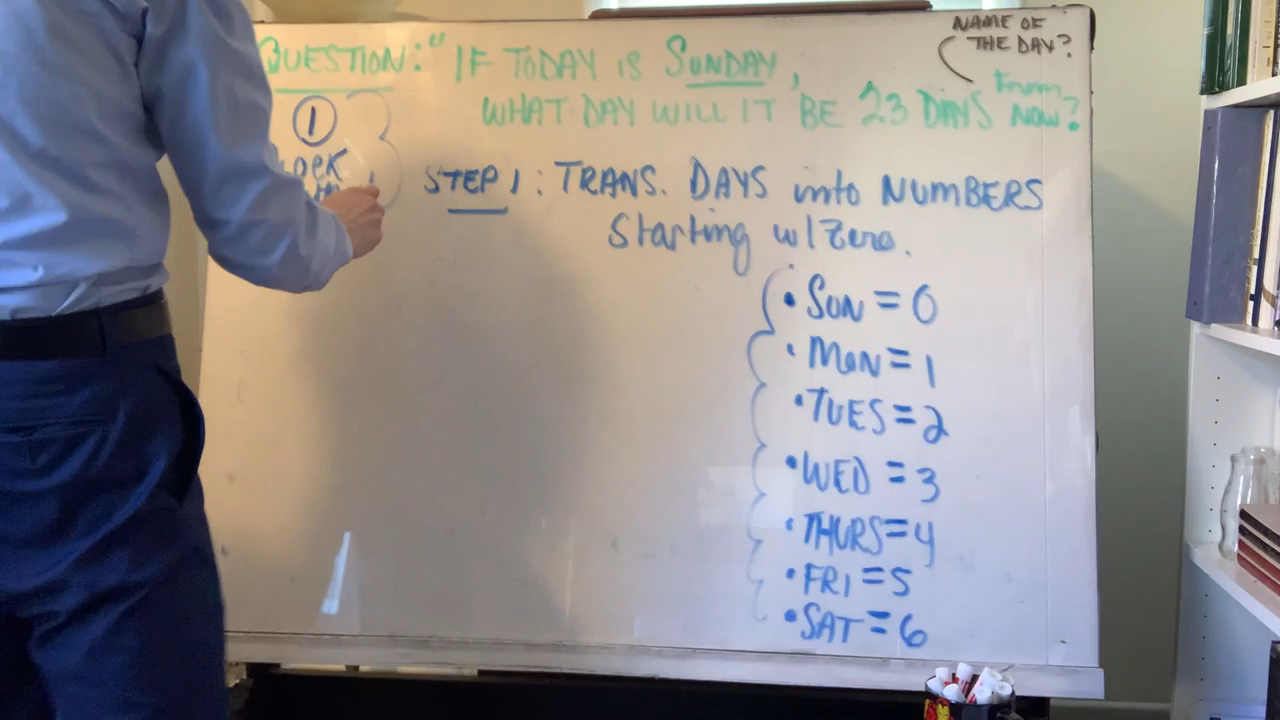 NAME OF
THE DAY?
QUESTION: "IF TODAY IS SUNDAY,
WHAT DAY WILL IT BE 23 DAYS From
NOW?
1
STEP 1: TRANS. DAYS into NUMBERS
Starting w/Zero.
• SUN = 0
• MON = 1
• TUES = 2
• WED = 3
• THURS = 4
• FRI = 5
• SAT = 6